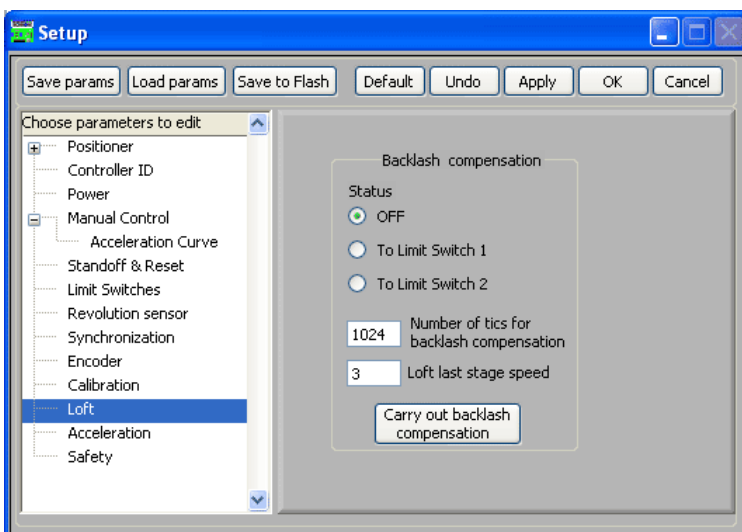 Setup
Save params Load params Save to Flash Default Undo Apply OK Cancel
Choose parameters to edit
Positioner
Controller ID
Power
Manual Control
Acceleration Curve
Standoff & Reset
Limit Switches
Revolution sensor
Synchronization
Encoder
Calibration
Loft
Acceleration
Safety
Backlash compensation
Status
OFF
To Limit Switch 1
To Limit Switch 2
1024 Number of tics for
backlash compensation
3 Loft last stage speed
Carry out backlash
compensation